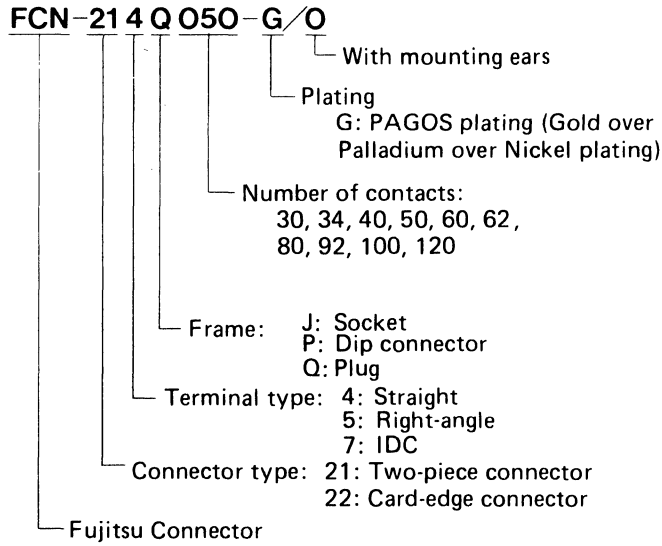 FCN-214Q050-G/O
With mounting ears
Plating
G: PAGOS plating (Gold over
Palladium over Nickel plating)
Number of contacts:
30, 34, 40, 50, 60, 62,
80, 92, 100, 120
Frame: J: Socket
P: Dip connector
Q: Plug
Terminal type: 4: Straight
5: Right-angle
7: IDC
Connector type: 21: Two-piece connector
22: Card-edge connector
Fujitsu Connector